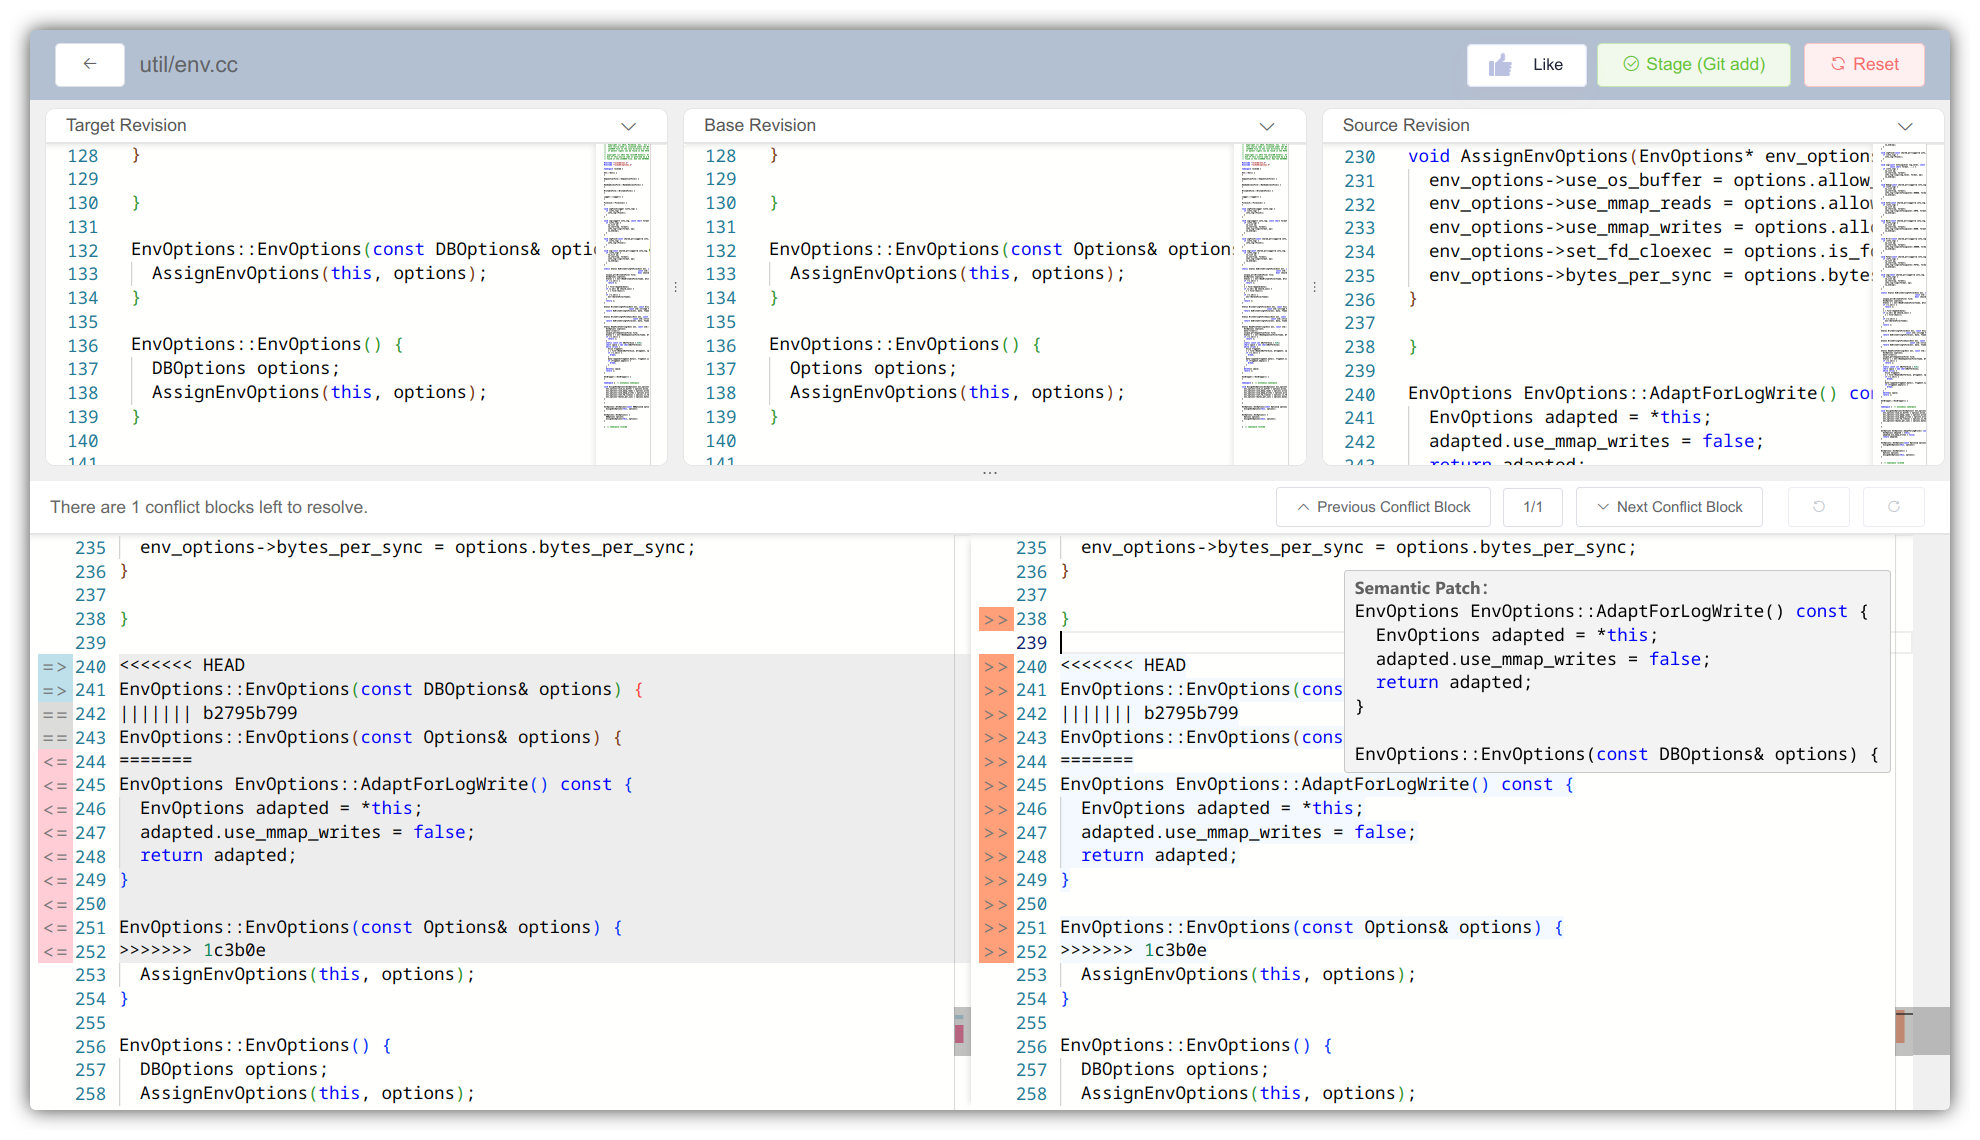 util/env.cc
Like
Stage (Git add)
Reset
Target Revision
128 }
129
130 }
131
132 EnvOptions::EnvOptions(const DBOptions& optio
133 AssignEnvOptions(this, options);
134 }
135
136 EnvOptions::EnvOptions() {
137 DBOptions options;
138 AssignEnvOptions(this, options);
139 }
140
141
Base Revision
128 }
129
130 }
131
132 EnvOptions::EnvOptions(const Options& option
133 AssignEnvOptions(this, options);
134 }
135
136 EnvOptions::EnvOptions() {
137 Options options;
138 AssignEnvOptions(this, options);
139 }
140
141
Source Revision
230 void AssignEnvOptions(EnvOptions* env_options
231 env_options->use_os_buffer = options.allow_
232 env_options->use_mmap_reads = options.allow
233 env_options->use_mmap_writes = options.allo
234 env_options->set_fd_cloexec = options.is_fd
235 env_options->bytes_per_sync = options.bytes
236 }
237
238 }
239
240 EnvOptions EnvOptions::AdaptForLogWrite() con
241 EnvOptions adapted = *this;
242 adapted.use_mmap_writes = false;
243 return adapted;
There are 1 conflict blocks left to resolve.
Previous Conflict Block
1/1
Next Conflict Block
235 env_options->bytes_per_sync = options.bytes_per_sync;
236 }
237
238 }
239
=> 240 <<<<<<< HEAD
=> 241 EnvOptions::EnvOptions(const DBOptions& options) {
== 242 ||||||| b2795b799
== 243 EnvOptions::EnvOptions(const Options& options) {
<= 244 =======
<= 245 EnvOptions EnvOptions::AdaptForLogWrite() const {
<= 246 EnvOptions adapted = *this;
<= 247 adapted.use_mmap_writes = false;
<= 248 return adapted;
<= 249 }
<= 250
<= 251 EnvOptions::EnvOptions(const Options& options) {
<= 252 >>>>>>> 1c3b0e
253 AssignEnvOptions(this, options);
254 }
255
256 EnvOptions::EnvOptions() {
257 DBOptions options;
258 AssignEnvOptions(this, options);
235 env_options->bytes_per_sync = options.bytes_per_sync;
236 }
237
>> 238 }
239
>> 240 <<<<<<< HEAD
>> 241 EnvOptions::EnvOptions(cons
>> 242 ||||||| b2795b799
>> 243 EnvOptions::EnvOptions(cons
>> 244 =======
>> 245 EnvOptions EnvOptions::AdaptForLogWrite() const {
>> 246 EnvOptions adapted = *this;
>> 247 adapted.use_mmap_writes = false;
>> 248 return adapted;
>> 249 }
>> 250
>> 251 EnvOptions::EnvOptions(const Options& options) {
>> 252 >>>>>>> 1c3b0e
253 AssignEnvOptions(this, options);
254 }
255
256 EnvOptions::EnvOptions() {
257 DBOptions options;
258 AssignEnvOptions(this, options);
Semantic Patch:
EnvOptions EnvOptions::AdaptForLogWrite() const {
EnvOptions adapted = *this;
adapted.use_mmap_writes = false;
return adapted;
}
EnvOptions::EnvOptions(const DBOptions& options) {